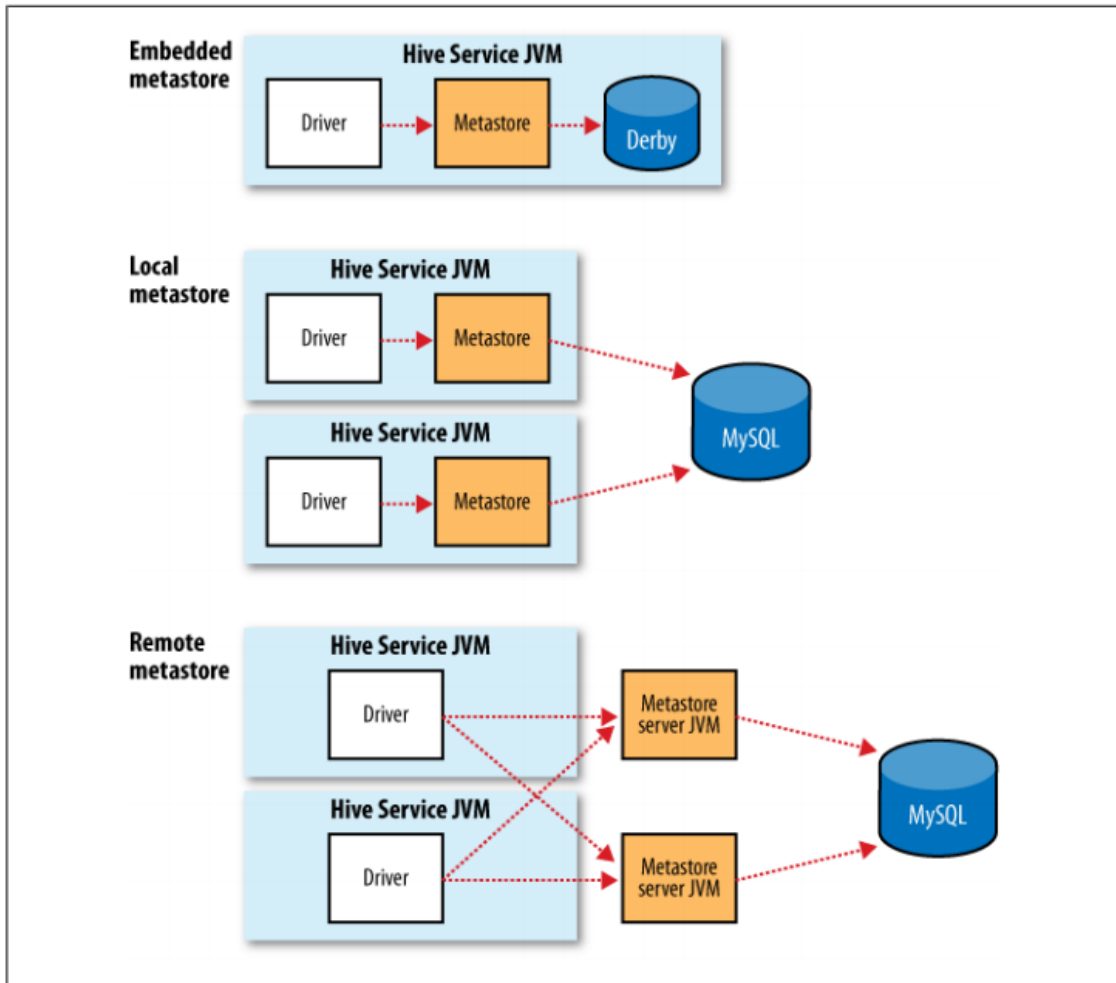 Embedded
metastore
Hive Service JVM
Driver
Metastore
Derby
Local
metastore
Hive Service JVM
Driver
Metastore
Hive Service JVM
Driver
Metastore
MySQL
Remote
metastore
Hive Service JVM
Driver
Metastore
server JVM
Hive Service JVM
Driver
Metastore
server JVM
MySQL